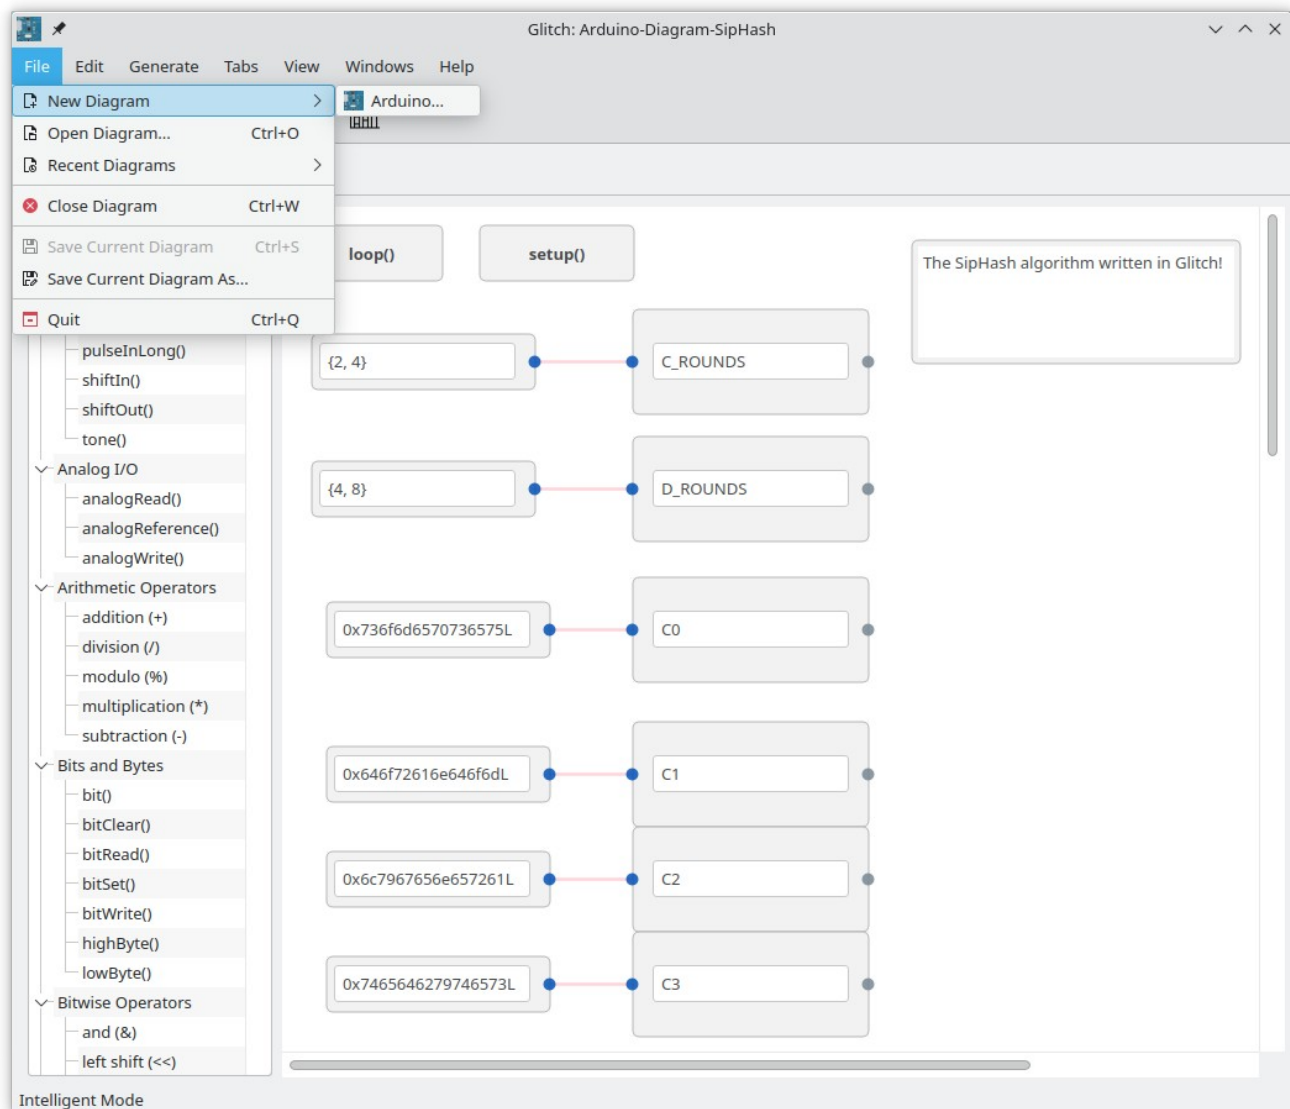 Glitch: Arduino-Diagram-SipHash
File Edit Generate Tabs View Windows Help
New Diagram
Arduino...
Open Diagram... Ctrl+O
Recent Diagrams
Close Diagram Ctrl+W
Save Current Diagram Ctrl+S
Save Current Diagram As...
Quit Ctrl+Q
pulseInLong()
shiftIn()
shiftOut()
tone()
Analog I/O
analogRead()
analogReference()
analogWrite()
Arithmetic Operators
addition (+)
division (/)
modulo (%)
multiplication (*)
subtraction (-)
Bits and Bytes
bit()
bitClear()
bitRead()
bitSet()
bitWrite()
highByte()
lowByte()
Bitwise Operators
and (&)
left shift (<<)
loop()
setup()
The SipHash algorithm written in Glitch!
{2, 4}
C_ROUNDS
{4, 8}
D_ROUNDS
0x736f6d6570736575L
C0
0x646f72616e646f6dL
C1
0x6c7967656e657261L
C2
0x7465646279746573L
C3
Intelligent Mode